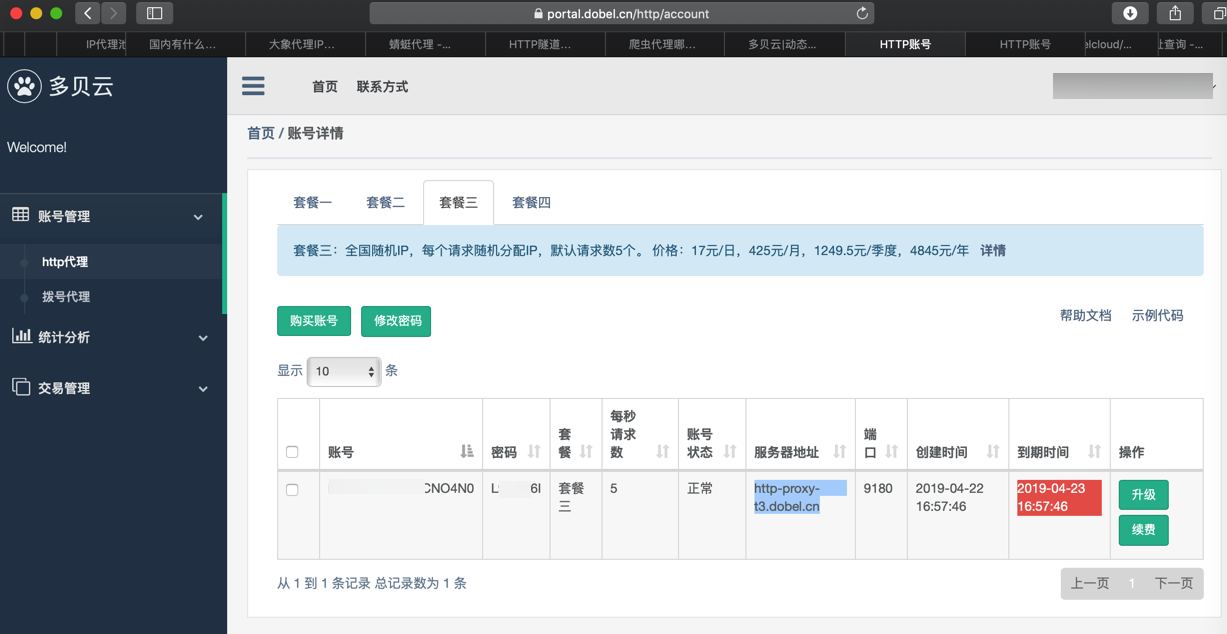 portal.dobel.cn/http/account
IP代理池
国内有什么...
大象代理IP...
蜻蜓代理 -...
HTTP隧道...
爬虫代理哪...
多贝云|动态...
HTTP账号
HTTP账号
elcloud/...
查询 -...
多贝云
首页
联系方式
Welcome!
首页 / 账号详情
账号管理
http代理
拨号代理
统计分析
交易管理
套餐一
套餐二
套餐三
套餐四
套餐三：全国随机IP，每个请求随机分配IP，默认请求数5个。 价格：17元/日，425元/月，1249.5元/季度，4845元/年 详情
购买账号
修改密码
帮助文档
示例代码
显示 10 条
账号
密码
套
餐
每秒
请求
数
账号
状态
服务器地址
端
口
创建时间
到期时间
操作
CNO4N0
6I
套餐
三
5
正常
http-proxy-
t3.dobel.cn
9180
2019-04-22
16:57:46
2019-04-23
16:57:46
升级
续费
从 1 到 1 条记录 总记录数为 1 条
上一页
1
下一页